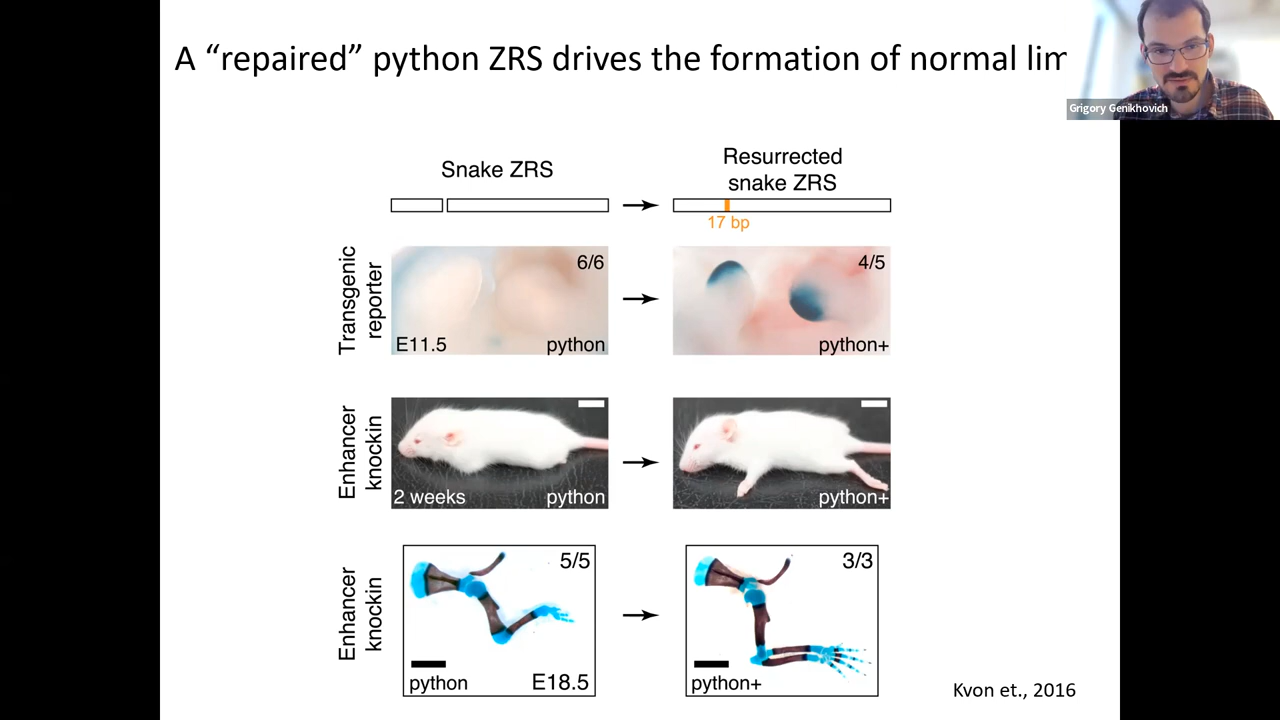 A “repaired” python ZRS drives the formation of normal lim
Grigory Genikhovich
Snake ZRS
Resurrected
snake ZRS
17 bp
Transgenic
reporter
6/6
E11.5
python
4/5
python+
Enhancer
knockin
2 weeks
python
python+
Enhancer
knockin
5/5
python
E18.5
3/3
python+
Kvon et., 2016